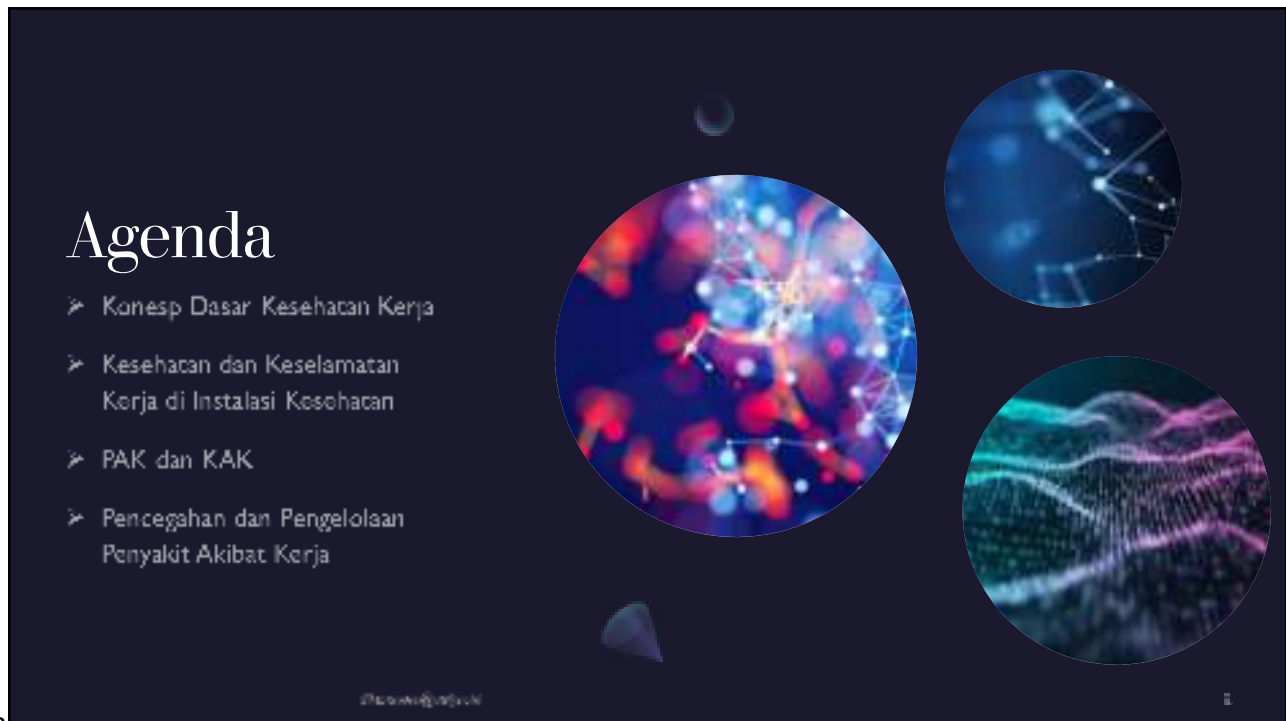 Agenda
➢ Konesp Dasar Kesehatan Kerja
➢ Kesehatan dan Keselamatan
Kerja di Instalasi Kesehatan
➢ PAK dan KAK
➢ Pencegahan dan Pengelolaan
Penyakit Akibat Kerja